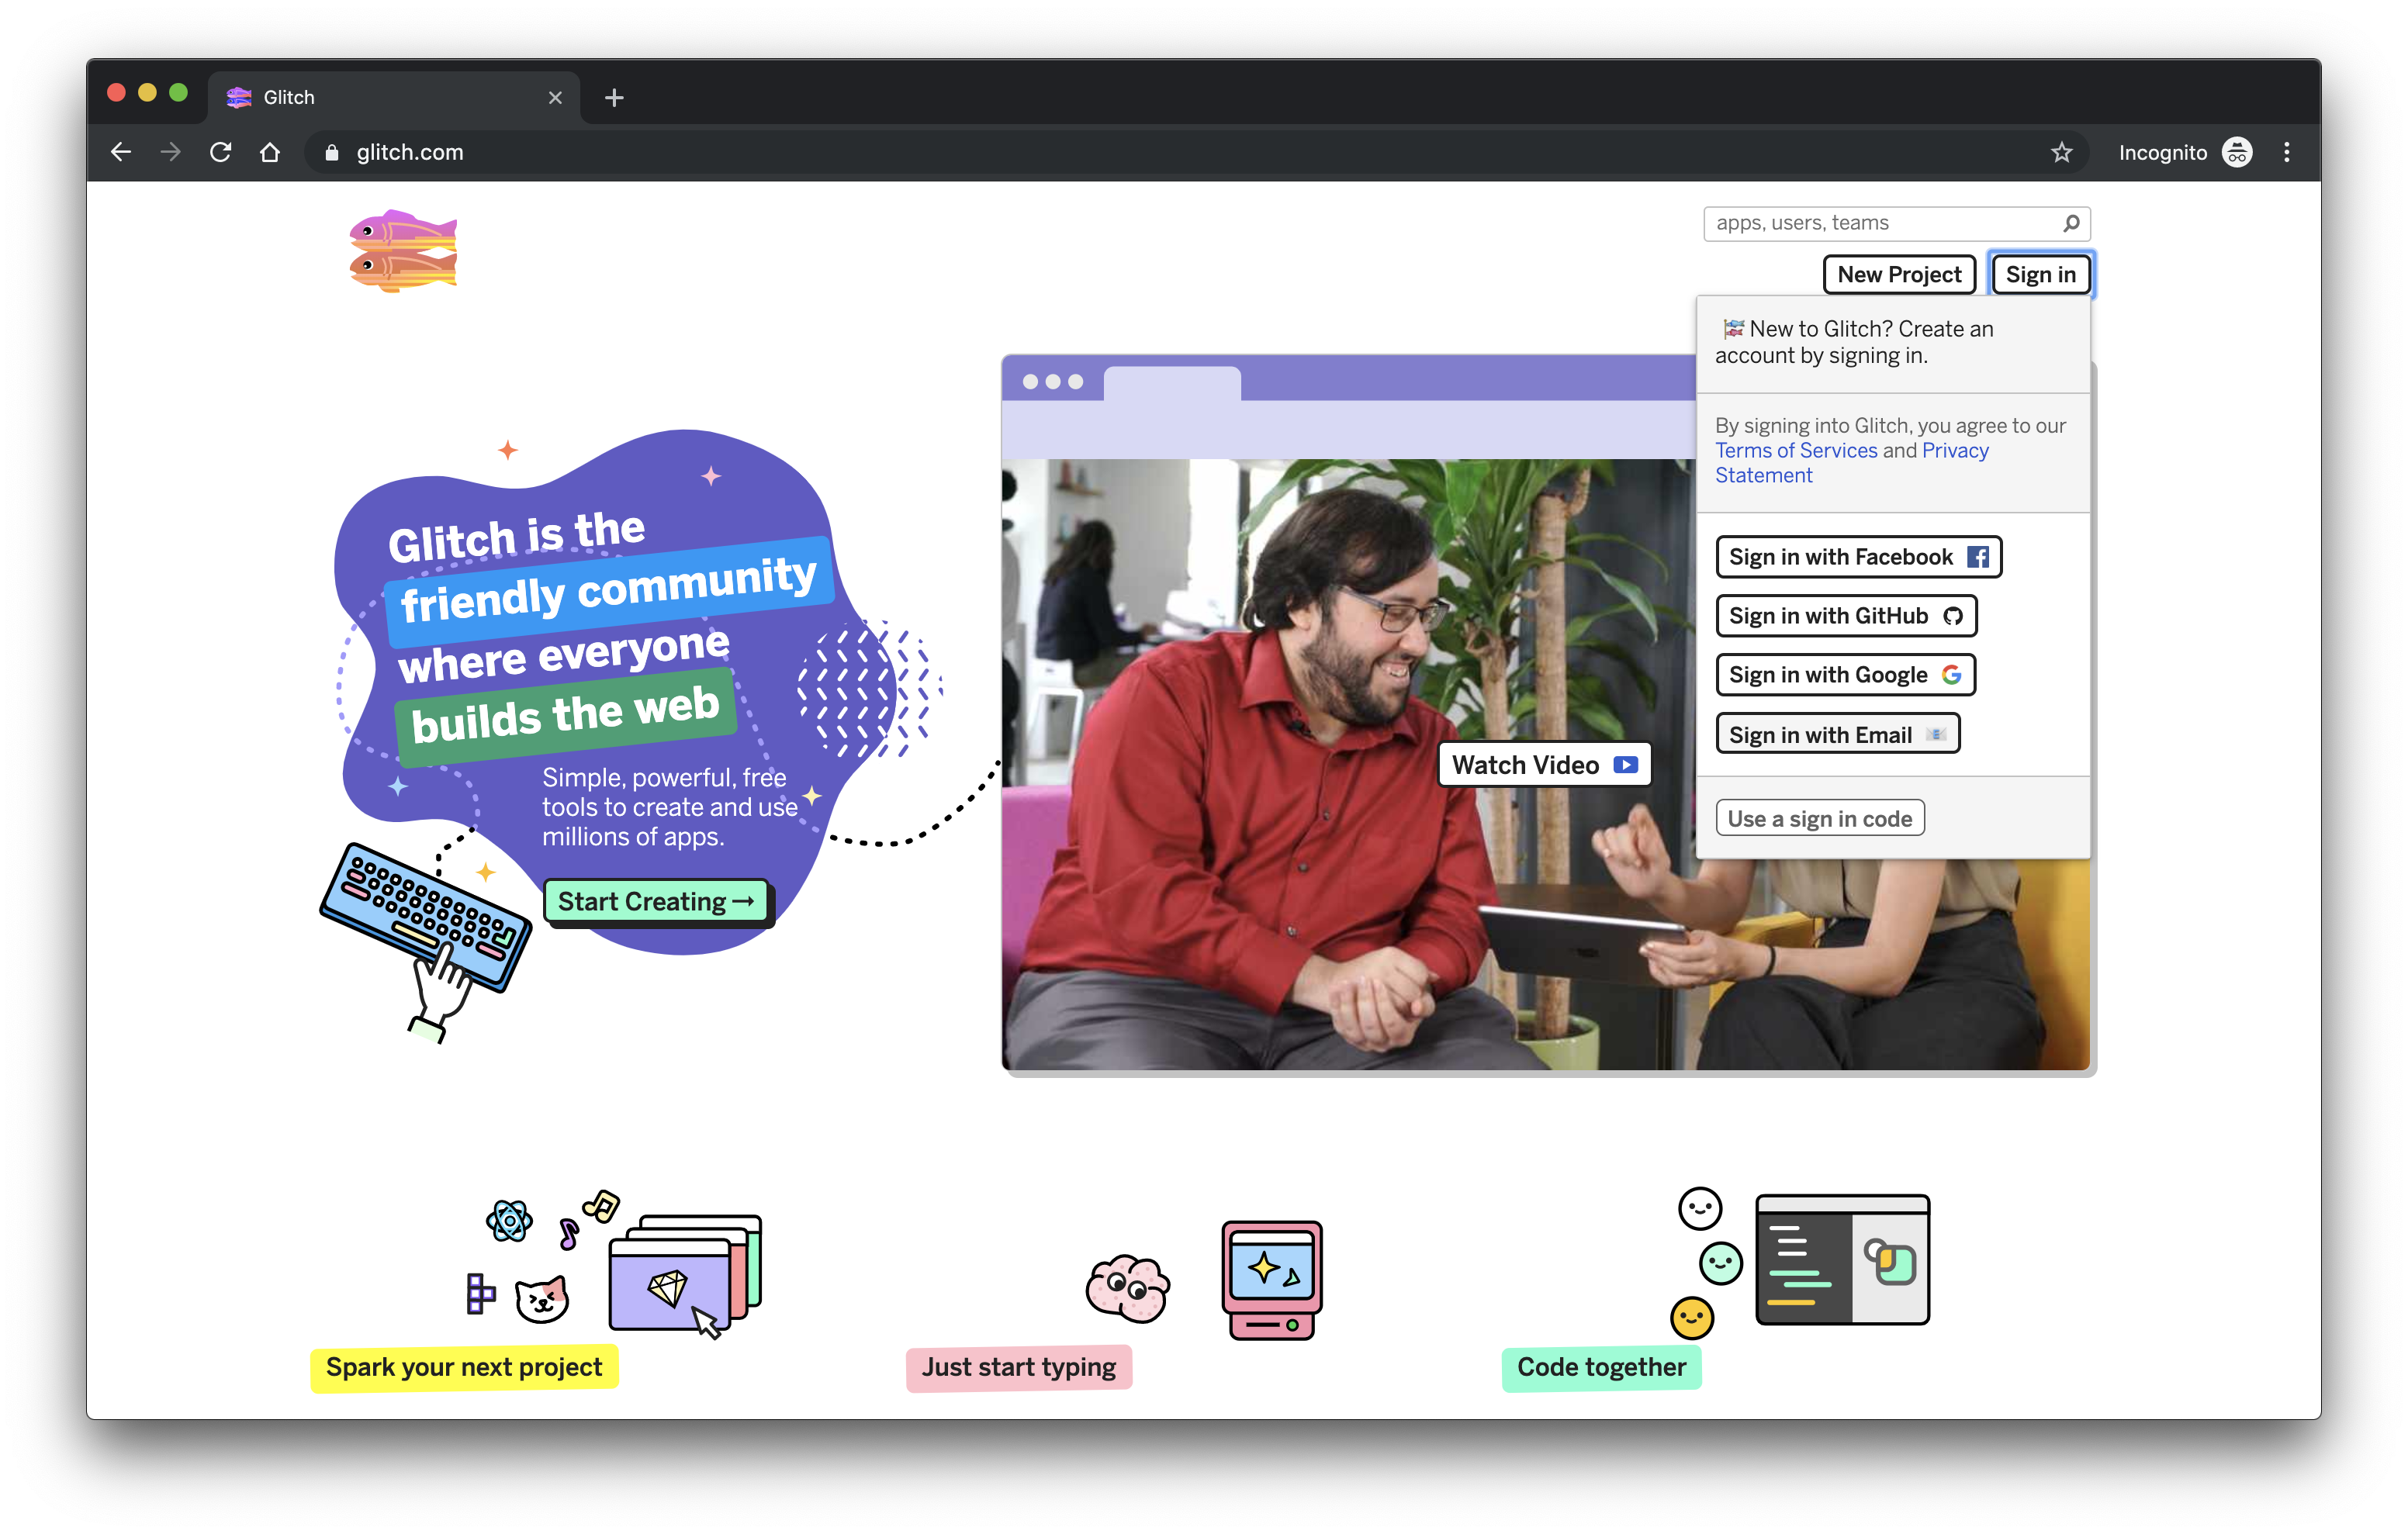 Glitch
glitch.com
Incognito
apps, users, teams
New Project
Sign in
New to Glitch? Create an
account by signing in.
By signing into Glitch, you agree to our
Terms of Services and Privacy
Statement
Sign in with Facebook
Sign in with GitHub
Sign in with Google
Sign in with Email
Use a sign in code
Glitch is the
friendly community
where everyone
builds the web
Simple, powerful, free
tools to create and use
millions of apps.
Start Creating →
Watch Video
Spark your next project
Just start typing
Code together